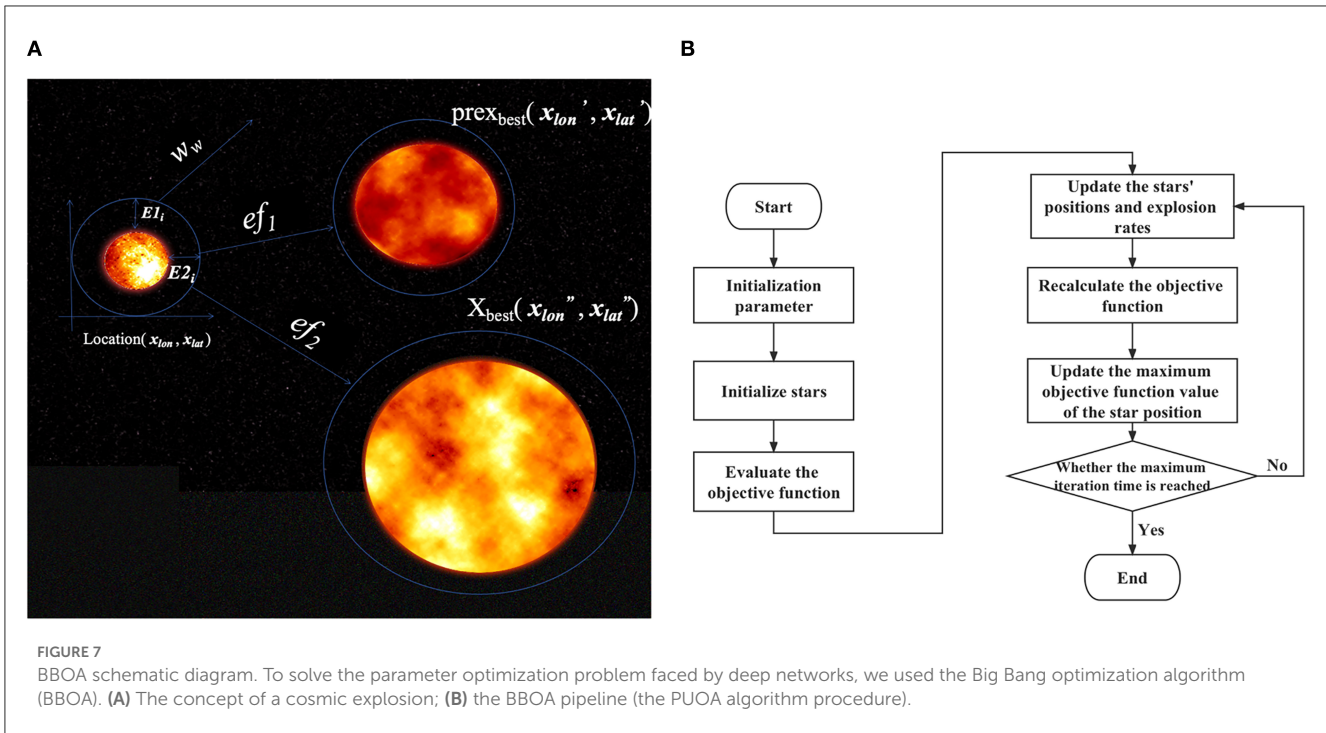 A
B
prex_best(x_lon', x_lat')
w_w
E1_i
ef_1
E2_i
X_best(x_lon'', x_lat'')
ef_2
Location(x_lon, x_lat)
Start
Initialization
parameter
Initialize stars
Evaluate the
objective function
Update the stars'
positions and explosion
rates
Recalculate the objective
function
Update the maximum
objective function value
of the star position
Whether the maximum
iteration time is reached
No
Yes
End
FIGURE 7
BBOA schematic diagram. To solve the parameter optimization problem faced by deep networks, we used the Big Bang optimization algorithm
(BBOA). (A) The concept of a cosmic explosion; (B) the BBOA pipeline (the PUOA algorithm procedure).